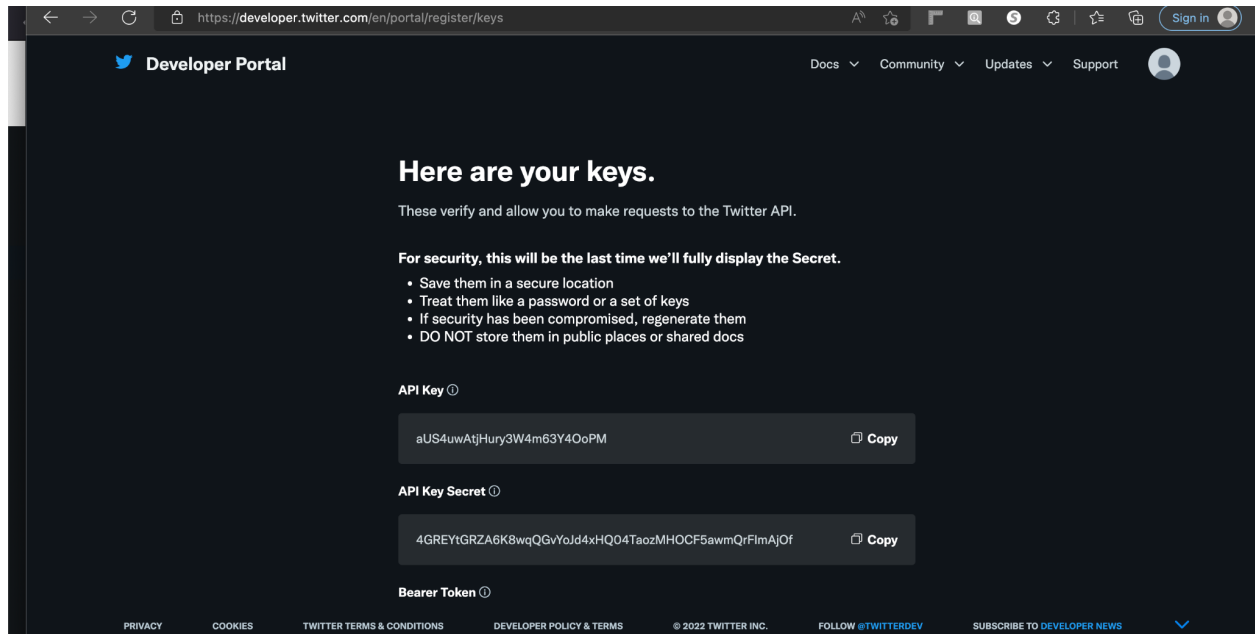 https://developer.twitter.com/en/portal/register/keys
Sign in
Developer Portal
Docs
Community
Updates
Support
Here are your keys.
These verify and allow you to make requests to the Twitter API.
For security, this will be the last time we'll fully display the Secret.
• Save them in a secure location
• Treat them like a password or a set of keys
• If security has been compromised, regenerate them
• DO NOT store them in public places or shared docs
API Key
aUS4uwAtjHury3W4m63Y4OoPM
Copy
API Key Secret
4GREYtGRZA6K8wqQGvYoJd4xHQ04TaozMHOCF5awmQrFImAjOf
Copy
Bearer Token
PRIVACY
COOKIES
TWITTER TERMS & CONDITIONS
DEVELOPER POLICY & TERMS
© 2022 TWITTER INC.
FOLLOW @TWITTERDEV
SUBSCRIBE TO DEVELOPER NEWS